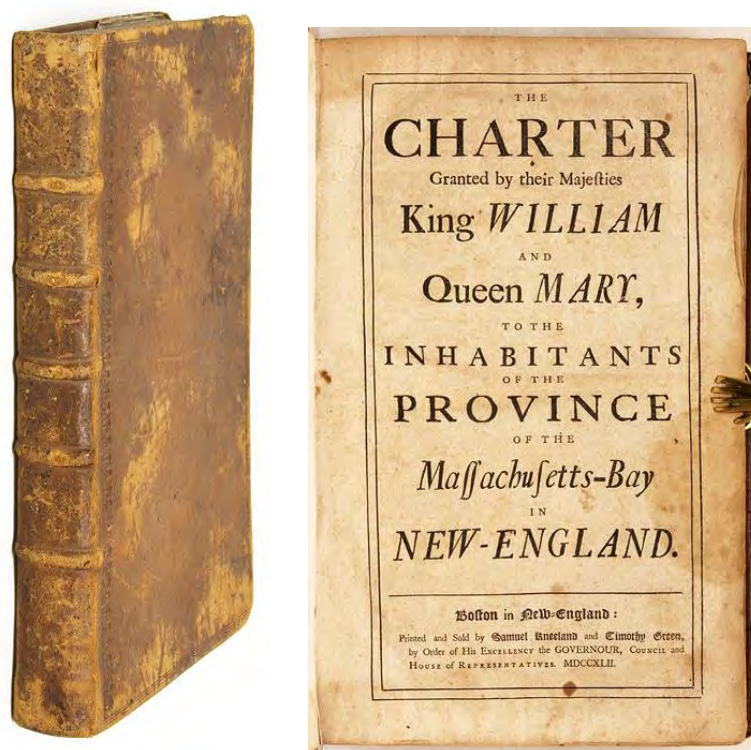 THE
CHARTER
Granted by their Majeſties
King WILLIAM
AND
Queen MARY,
TO THE
INHABITANTS
OF THE
PROVINCE
OF THE
Maſſachuſetts-Bay
IN
NEW-ENGLAND.
Boſton in New-England:
Printed and Sold by Samuel Kneeland and Timothy Green,
by Order of His EXCELLENCY the GOVERNOUR, COUNCIL and
HOUSE of REPRESENTATIVES. MDCCXLII.